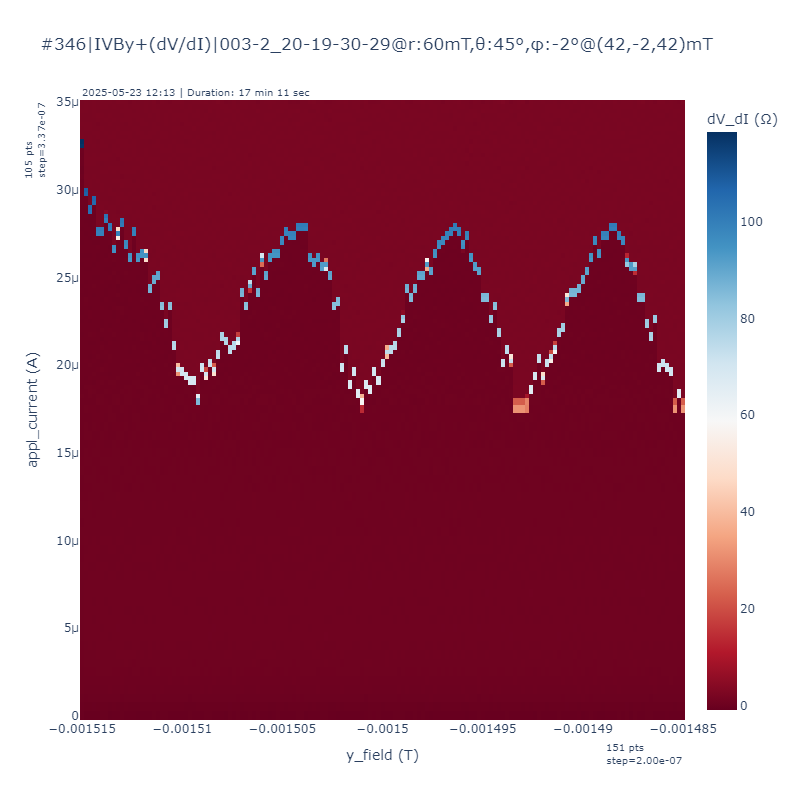 #346|IVBy+(dV/dI)|003-2_20-19-30-29@r:60mT,θ:45°,φ:-2°@(42,-2,42)mT
2025-05-23 12:13 | Duration: 17 min 11 sec
dV_dI (Ω)
105 pts
step=3.37e-07
35μ
30μ
25μ
20μ
15μ
10μ
5μ
0
appl_current (A)
100
80
60
40
20
0
−0.001515
−0.00151
−0.001505
−0.0015
−0.001495
−0.00149
−0.001485
y_field (T)
151 pts
step=2.00e-07